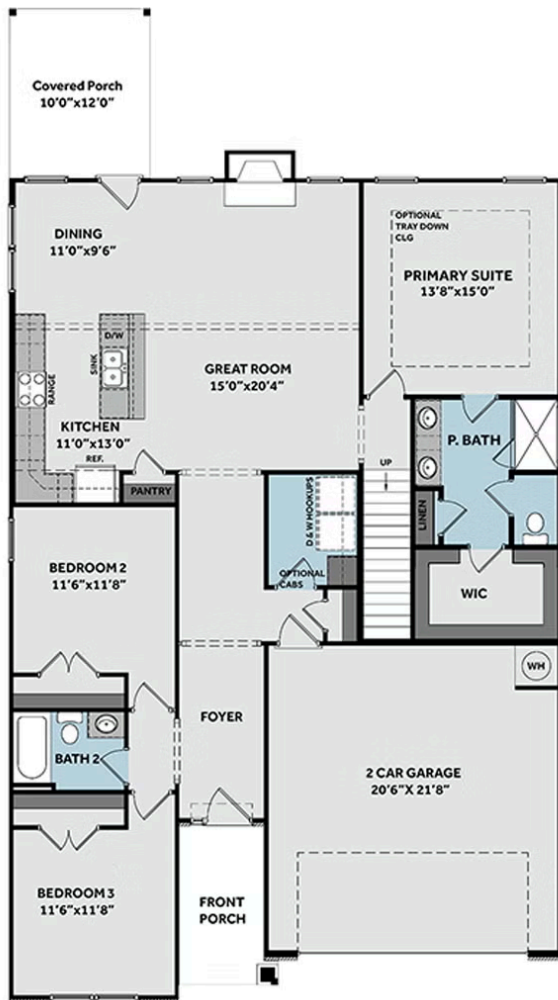 Covered Porch
10'0"x12'0"
DINING
11'0"x9'6"
OPTIONAL
TRAY DOWN
CLG
PRIMARY SUITE
13'8"x15'0"
D/W
SINK
RANGE
GREAT ROOM
15'0"x20'4"
KITCHEN
11'0"x13'0"
REF.
PANTRY
UP
P. BATH
LINEN
D & W HOOKUPS
OPTIONAL
CABS
WIC
BEDROOM 2
11'6"x11'8"
WH
FOYER
BATH 2
2 CAR GARAGE
20'6"X 21'8"
BEDROOM 3
11'6"x11'8"
FRONT
PORCH